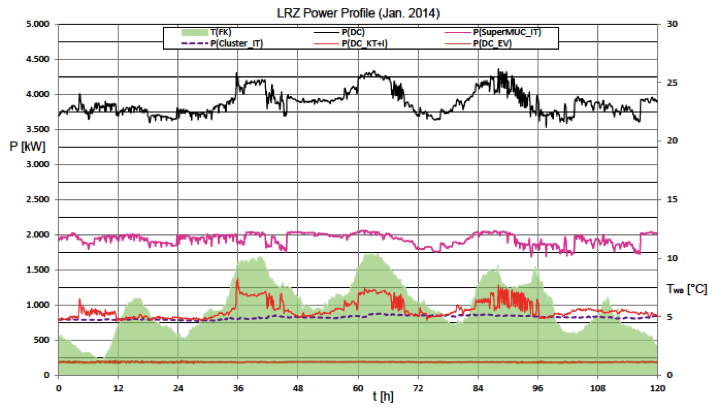 LRZ Power Profile (Jan. 2014)
T(FK) P(DC) P(SuperMUC_IT)
P(Cluster_IT) P(DC_KT+I) P(DC_EV)
5.000 30
4.500
4.000 25
3.500
20
P [kW]
3.000
2.500 15
2.000
1.500 10
T WB [°C]
1.000
5
500
0 0
0 12 24 36 48 60 72 84 96 108 120
t [h]